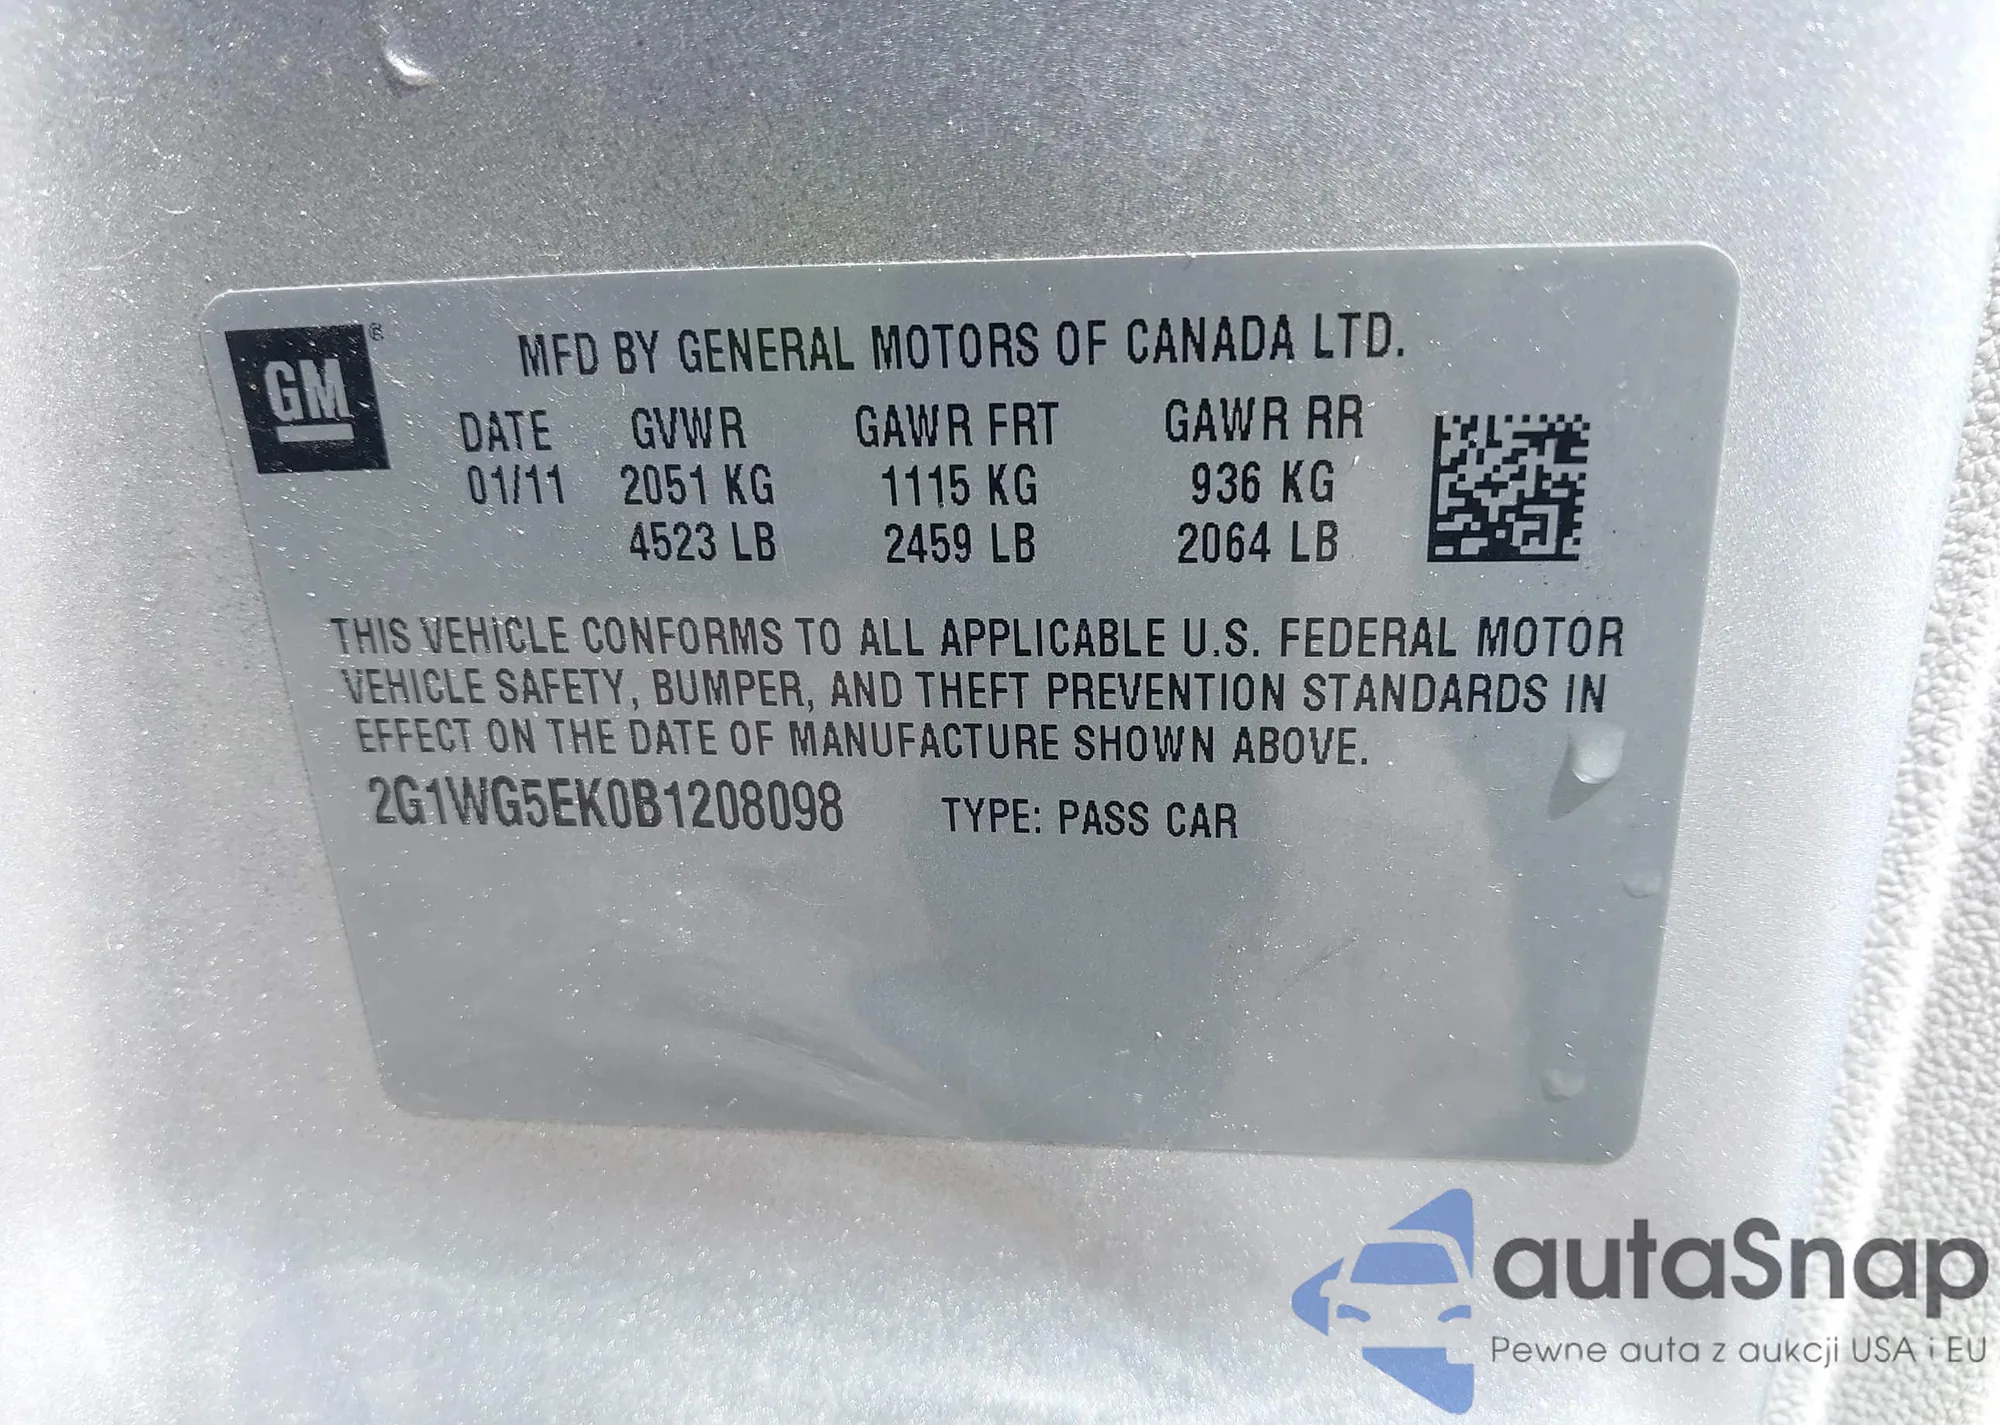 GM®
MFD BY GENERAL MOTORS OF CANADA LTD.
DATE GVWR GAWR FRT GAWR RR
01/11 2051 KG 1115 KG 936 KG
4523 LB 2459 LB 2064 LB
THIS VEHICLE CONFORMS TO ALL APPLICABLE U.S. FEDERAL MOTOR
VEHICLE SAFETY, BUMPER, AND THEFT PREVENTION STANDARDS IN
EFFECT ON THE DATE OF MANUFACTURE SHOWN ABOVE.
2G1WG5EK0B1208098 TYPE: PASS CAR
autaSnap
Pewne auta z aukcji USA i EU